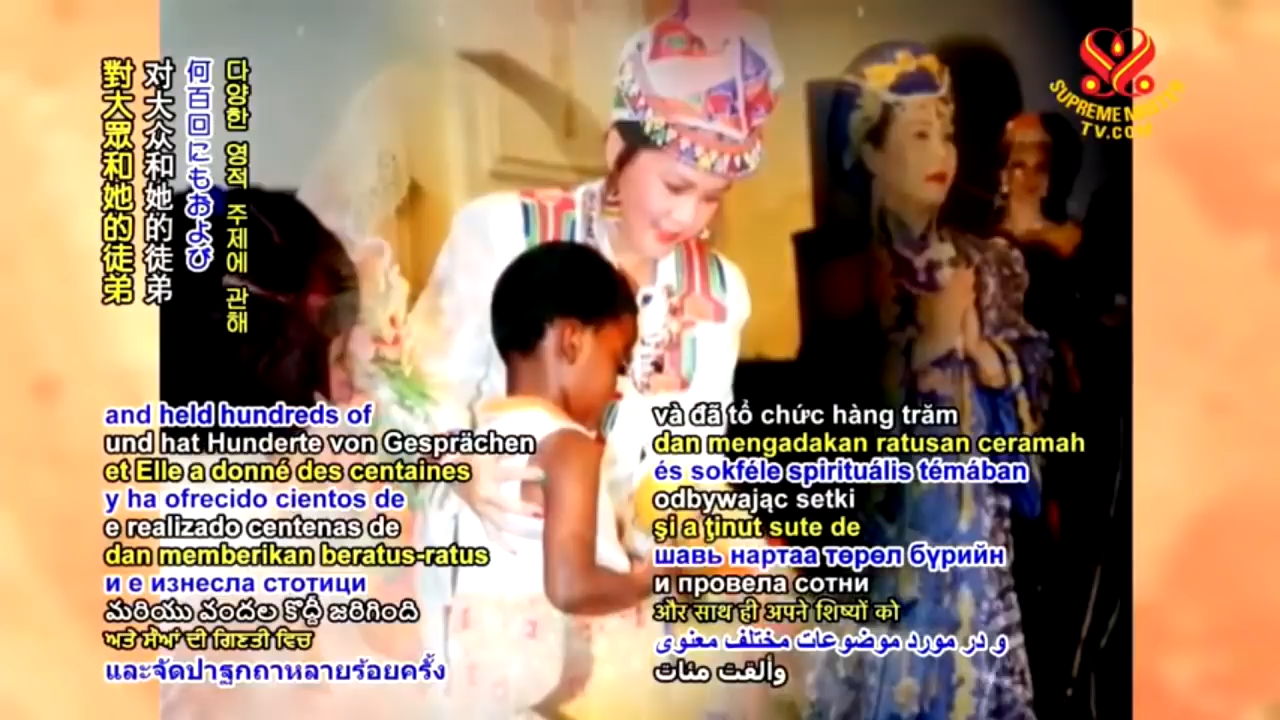 對大眾和她的徒弟
对大众和她的徒弟
何百回にもおよび
다양한 영적 주제에 관해
SUPREME MASTER
TV.COM
and held hundreds of
und hat Hunderte von Gesprächen
et Elle a donné des centaines
y ha ofrecido cientos de
e realizado centenas de
dan memberikan beratus-ratus
и е изнесла стотици
మరియు వందల కొద్దీ జరిగింది
ਅਤੇ ਸੈਆਂ ਦੀ ਗਿਣਤੀ ਵਿਚ
และจัดปาฐกถาหลายร้อยครั้ง
và đã tổ chức hàng trăm
dan mengadakan ratusan ceramah
és sokféle spirituális témában
odbywając setki
şi a ţinut sute de
шавь нартаа төрөл бүрийн
и провела сотни
और साथ ही अपने शिष्यों को
و در مورد موضوعات مختلف معنوی
وألقت مئات